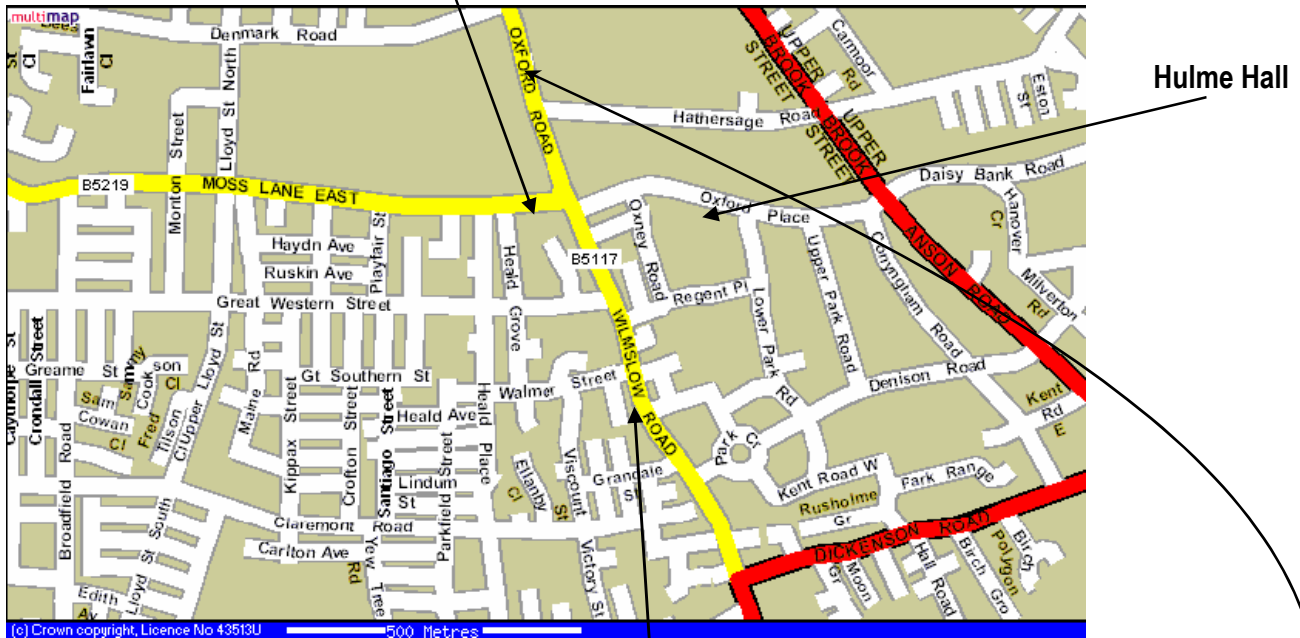 multimap
Denmark Road
OXFORD ROAD
UPPER BROOK STREET
UPPER BROOK STREET
Carmoor Rd
Eston St
Hulme Hall
St
Cl
Fairlawn Cl
Lloyd St North
Monton Street
Hathersage Road
B5219
MOSS LANE EAST
Daisy Bank Road
Hanover Cr
Oxford Place
Oxney Road
Upper Park Road
Haydn Ave
Playfair St
Ruskin Ave
Heald Grove
B5117
ANSON ROAD
Corryngham Road
Milverton Rd
Great Western Street
Regent Pl
Lower Park Rd
WILMSLOW ROAD
Caythorpe St
Crondall Street
Greame St
Sammy Cookson Cl
Upper Lloyd St
Maine Rd
Gt Southern St
Walmer Street
Denison Road
Kent Rd E
Sam Cowan Cl
Fred Tilson Cl
Kippax Street
Crofton Street
Santiago Street
Heald Ave
Heald Place
Park Cr
Broadfield Road
Lindum St
Parkfield Street
Ellanby Cl
Viscount St
Grandale St
Kent Road W
Park Range
Rusholme Gr
Lloyd St South
Claremont Road
Carlton Ave
Yew Tree Rd
Victory St
DICKENSON ROAD
Moon Gr
Hall Road
Birch Gro
Birch Polygon
Edith Av
(c) Crown copyright, Licence No 43513U
500 Metres